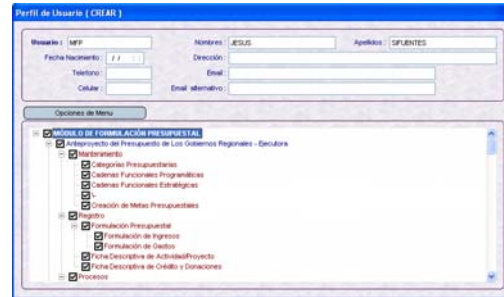 Perfil de Usuario ( CREAR )
Usuario : MFP Nombres : JESUS Apellidos : SIFUENTES
Fecha Nacimiento : / / : : Dirección :
Telefono : Email :
Celular : Email alternativo :
Opciones de Menu
MÓDULO DE FORMULACIÓN PRESUPUESTAL
Anteproyecto del Presupuesto de Los Gobiernos Regionales - Ejecutora
Mantenimiento
Categorías Presupuestarias
Cadenas Funcionales Programáticas
Cadenas Funcionales Estratégicas
\-
Creación de Metas Presupuestales
Registro
Formulación Presupuestal
Formulación de Ingresos
Formulación de Gastos
Ficha Descriptiva de Actividad/Proyecto
Ficha Descriptiva de Crédito y Donaciones
Procesos